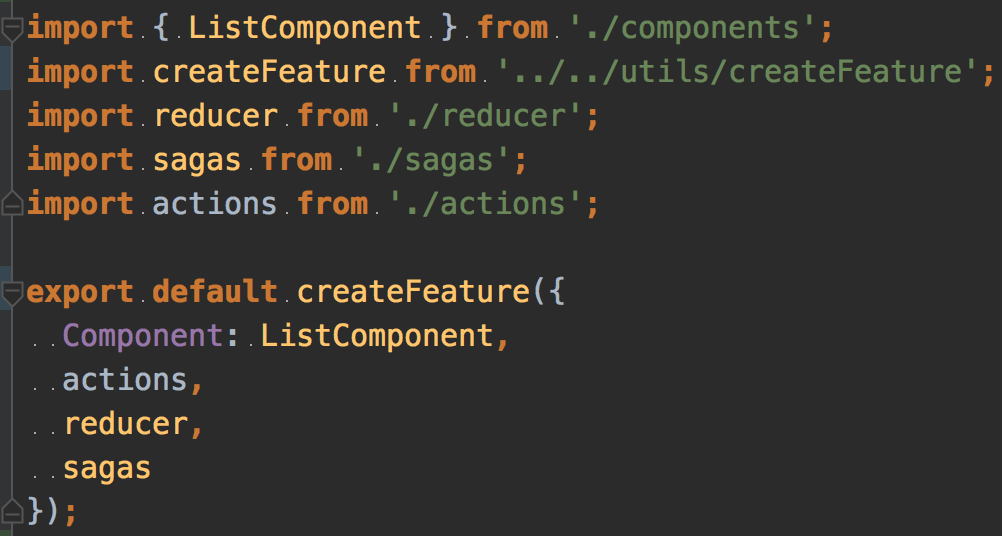 import { ListComponent } from './components';
import createFeature from '../../utils/createFeature';
import reducer from './reducer';
import sagas from './sagas';
import actions from './actions';
export default createFeature({
  Component: ListComponent,
  actions,
  reducer,
  sagas
});